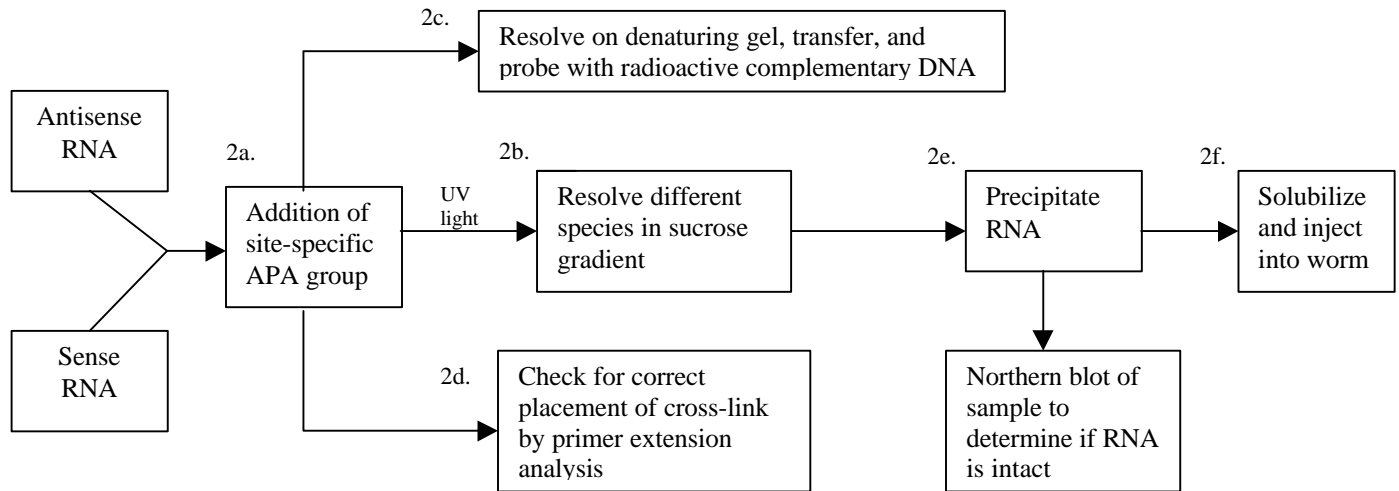 2c.
Resolve on denaturing gel, transfer, and
probe with radioactive complementary DNA
Antisense
RNA
Sense
RNA
2a.
Addition of
site-specific
APA group
UV
light
2b.
Resolve different
species in sucrose
gradient
2e.
Precipitate
RNA
2f.
Solubilize
and inject
into worm
2d.
Check for correct
placement of cross-link
by primer extension
analysis
Northern blot of
sample to
determine if RNA
is intact